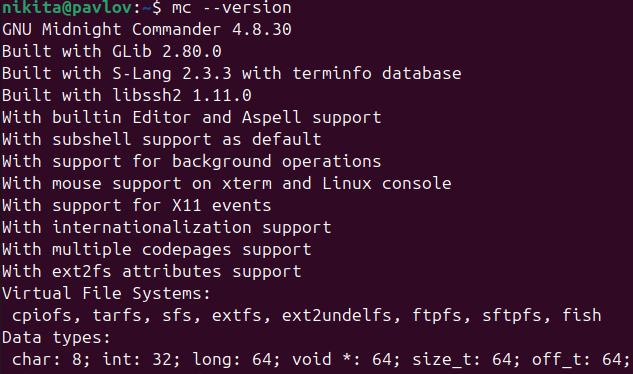 nikita@pavlov:~$ mc --version
GNU Midnight Commander 4.8.30
Built with GLib 2.80.0
Built with S-Lang 2.3.3 with terminfo database
Built with libssh2 1.11.0
With builtin Editor and Aspell support
With subshell support as default
With support for background operations
With mouse support on xterm and Linux console
With support for X11 events
With internationalization support
With multiple codepages support
With ext2fs attributes support
Virtual File Systems:
 cpiofs, tarfs, sfs, extfs, ext2undelfs, ftpfs, sftpfs, fish
Data types:
 char: 8; int: 32; long: 64; void *: 64; size_t: 64; off_t: 64;